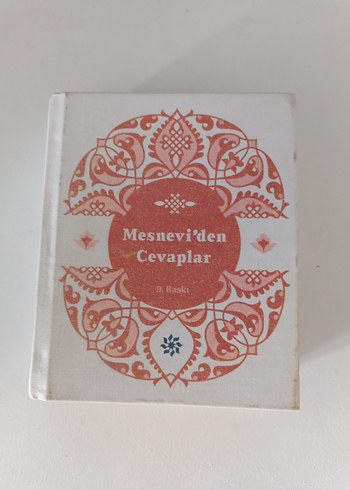 Mesnevi'den
Cevaplar
9. Baskı